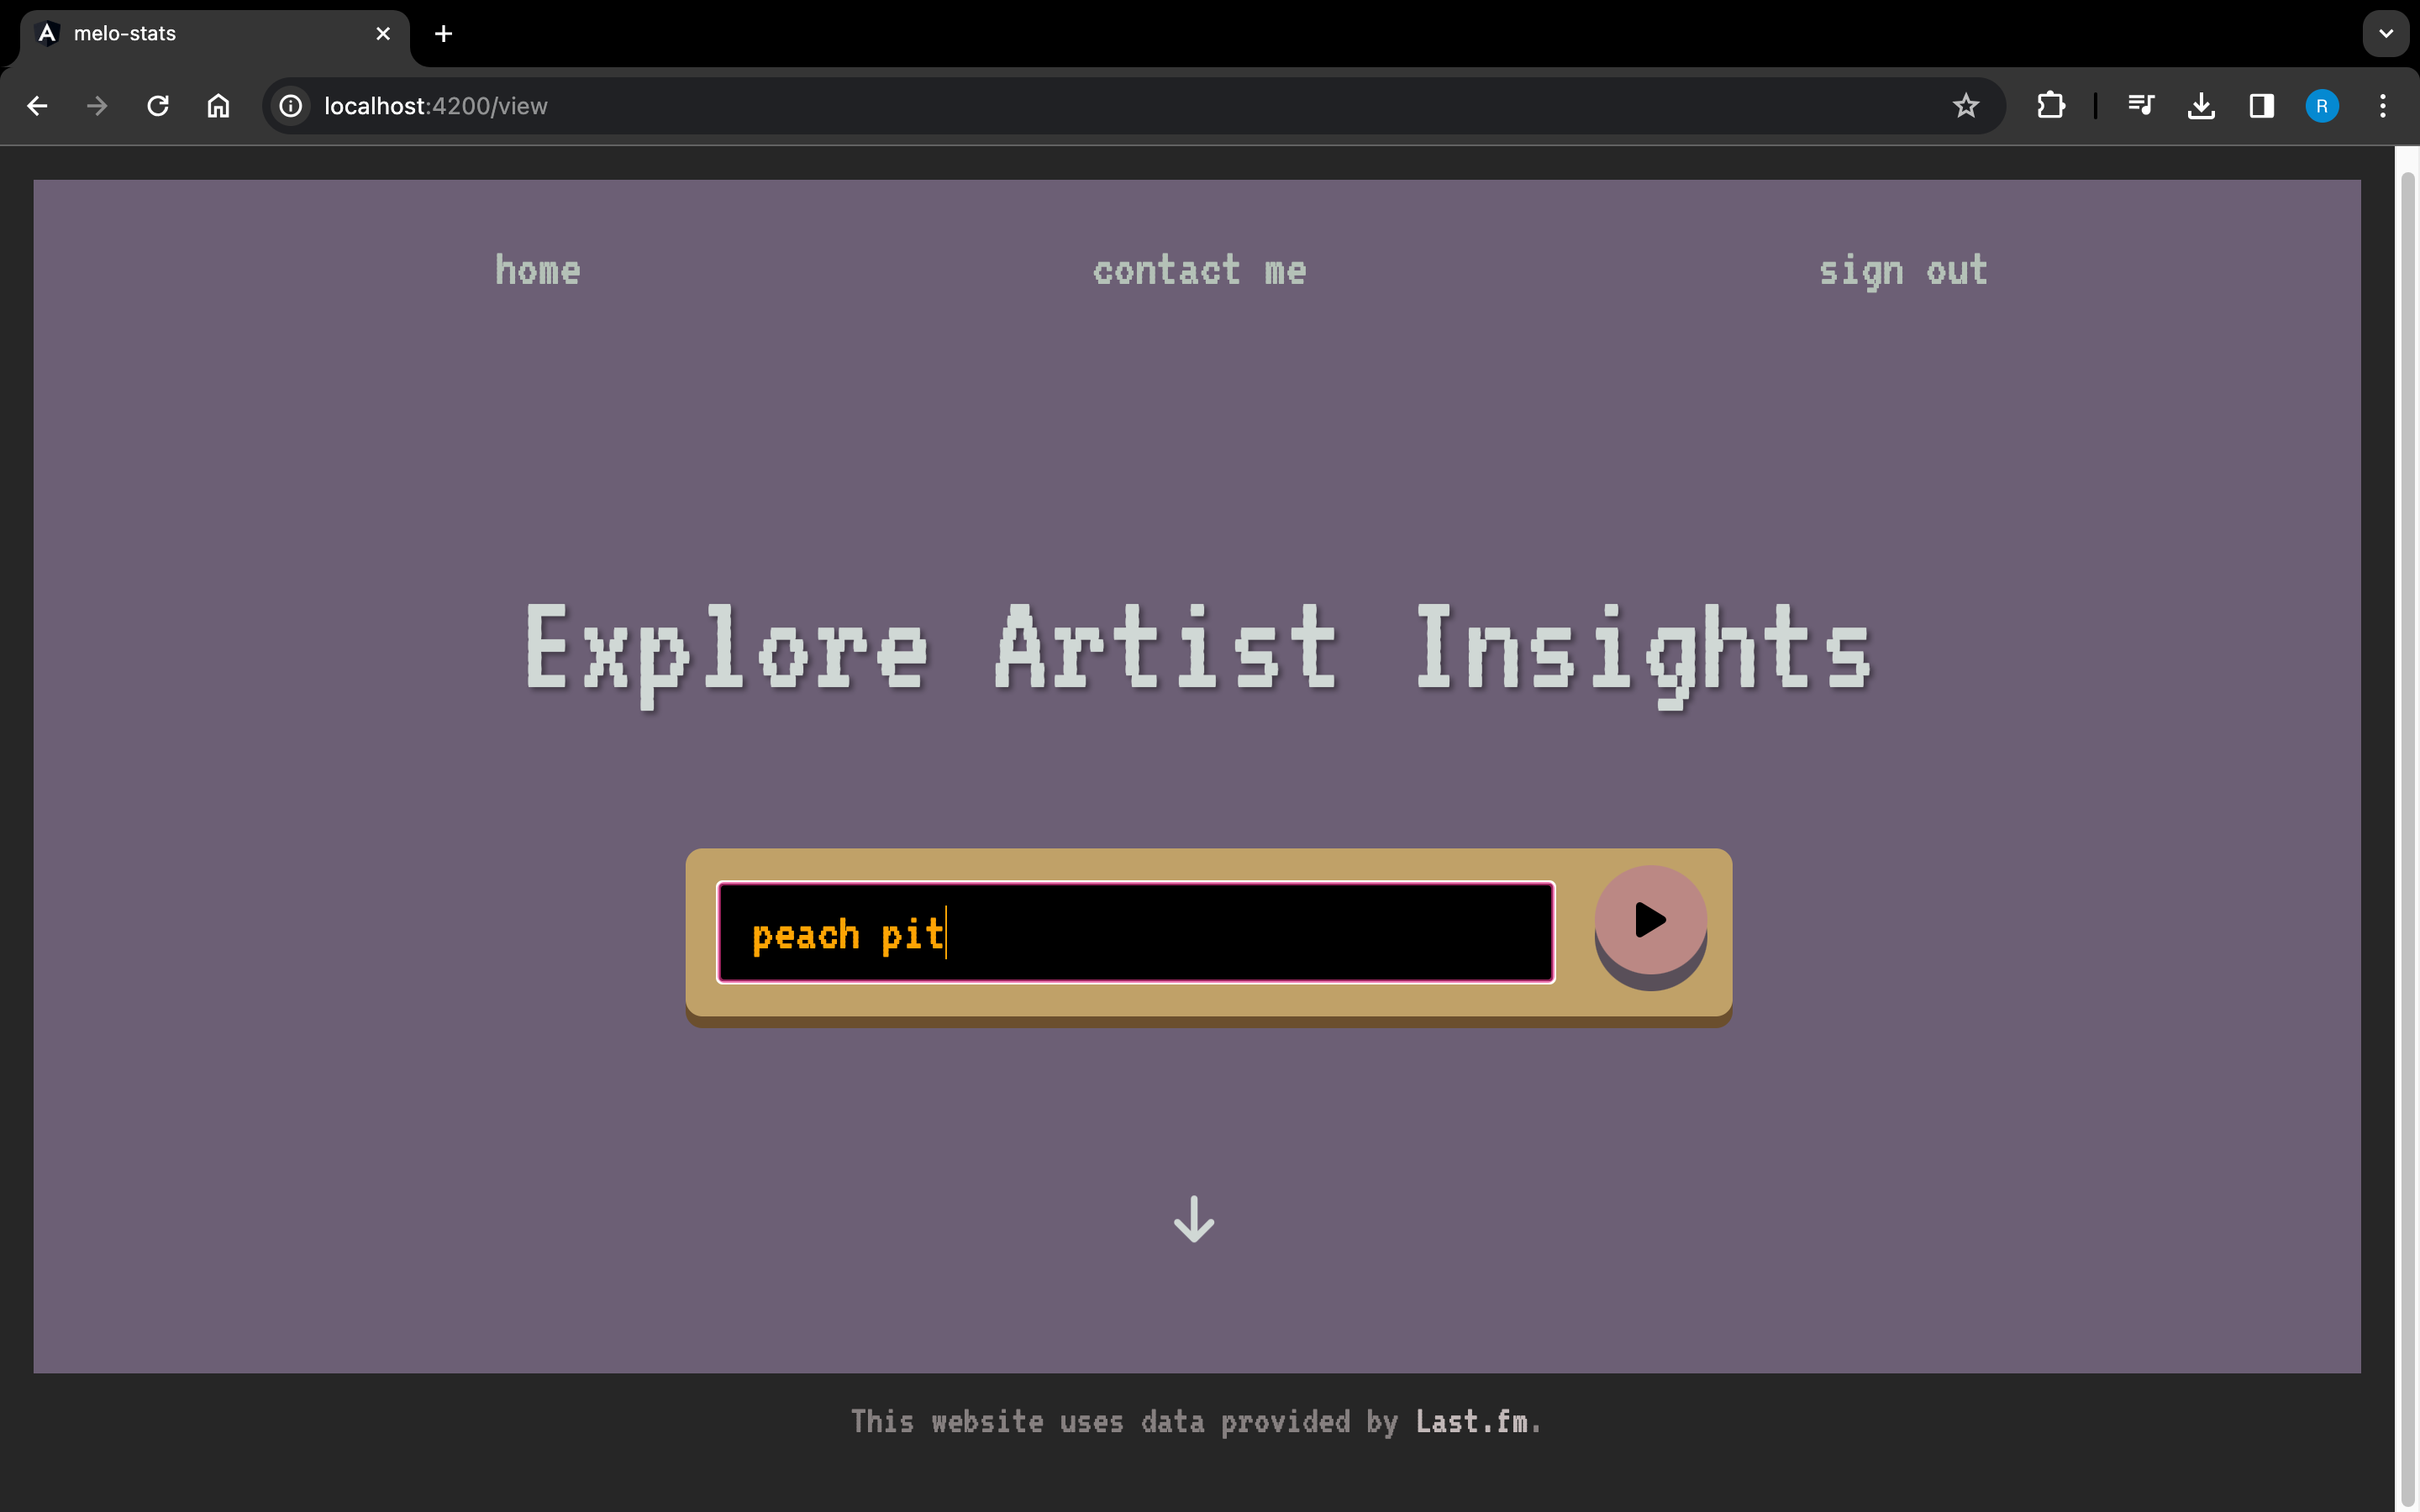 melo-stats
localhost:4200/view
R
home contact me sign out
Explore Artist Insights
peach pit
This website uses data provided by Last.fm.